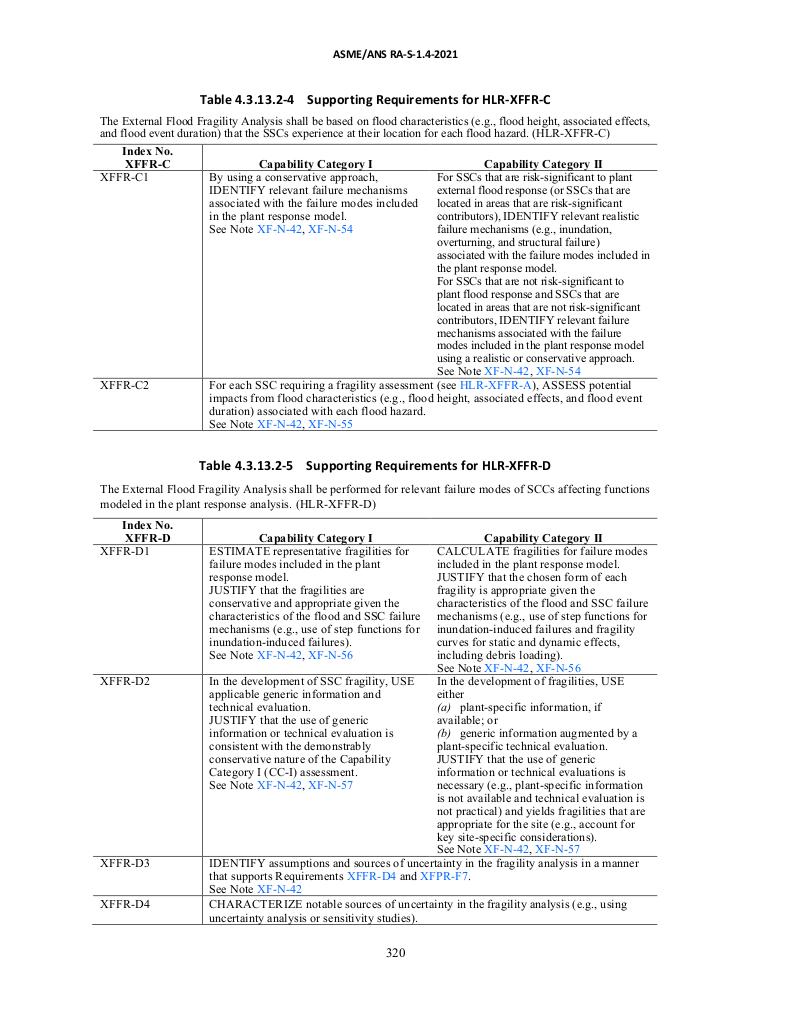 ASME/ANS RA-S-1.4-2021
Table 4.3.13.2-4 Supporting Requirements for HLR-XFFR-C
The External Flood Fragility Analysis shall be based on flood characteristics (e.g., flood height, associated effects,
and flood event duration) that the SSCs experience at their location for each flood hazard. (HLR-XFFR-C)
Index No.
XFFR-C
Capability Category I
Capability Category II
XFFR-C1
By using a conservative approach,
IDENTIFY relevant failure mechanisms
associated with the failure modes included
in the plant response model.
See Note XF-N-42, XF-N-54
For SSCs that are risk-significant to plant
external flood response (or SSCs that are
located in areas that are risk-significant
contributors), IDENTIFY relevant realistic
failure mechanisms (e.g., inundation,
overturning, and structural failure)
associated with the failure modes included in
the plant response model.
For SSCs that are not risk-significant to
plant flood response and SSCs that are
located in areas that are not risk-significant
contributors, IDENTIFY relevant failure
mechanisms associated with the failure
modes included in the plant response model
using a realistic or conservative approach.
See Note XF-N-42, XF-N-54
XFFR-C2
For each SSC requiring a fragility assessment (see HLR-XFFR-A), ASSESS potential
impacts from flood characteristics (e.g., flood height, associated effects, and flood event
duration) associated with each flood hazard.
See Note XF-N-42, XF-N-55
Table 4.3.13.2-5 Supporting Requirements for HLR-XFFR-D
The External Flood Fragility Analysis shall be performed for relevant failure modes of SCCs affecting functions
modeled in the plant response analysis. (HLR-XFFR-D)
Index No.
XFFR-D
Capability Category I
Capability Category II
XFFR-D1
ESTIMATE representative fragilities for
failure modes included in the plant
response model.
JUSTIFY that the fragilities are
conservative and appropriate given the
characteristics of the flood and SSC failure
mechanisms (e.g., use of step functions for
inundation-induced failures).
See Note XF-N-42, XF-N-56
CALCULATE fragilities for failure modes
included in the plant response model.
JUSTIFY that the chosen form of each
fragility is appropriate given the
characteristics of the flood and SSC failure
mechanisms (e.g., use of step functions for
inundation-induced failures and fragility
curves for static and dynamic effects,
including debris loading).
See Note XF-N-42, XF-N-56
XFFR-D2
In the development of SSC fragility, USE
applicable generic information and
technical evaluation.
JUSTIFY that the use of generic
information or technical evaluation is
consistent with the demonstrably
conservative nature of the Capability
Category I (CC-I) assessment.
See Note XF-N-42, XF-N-57
In the development of fragilities, USE
either
(a) plant-specific information, if
available; or
(b) generic information augmented by a
plant-specific technical evaluation.
JUSTIFY that the use of generic
information or technical evaluations is
necessary (e.g., plant-specific information
is not available and technical evaluation is
not practical) and yields fragilities that are
appropriate for the site (e.g., account for
key site-specific considerations).
See Note XF-N-42, XF-N-57
XFFR-D3
IDENTIFY assumptions and sources of uncertainty in the fragility analysis in a manner
that supports Requirements XFFR-D4 and XFPR-F7.
See Note XF-N-42
XFFR-D4
CHARACTERIZE notable sources of uncertainty in the fragility analysis (e.g., using
uncertainty analysis or sensitivity studies).
320